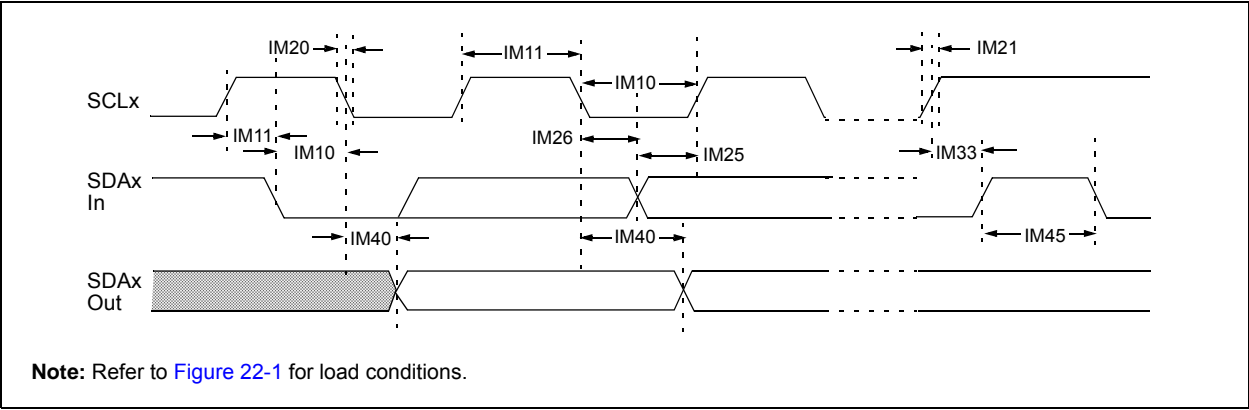 IM20
IM11
IM21
IM10
SCLx
IM11
IM26
IM10
IM25
IM33
SDAx
In
IM40
IM40
IM45
SDAx
Out
Note: Refer to Figure 22-1 for load conditions.